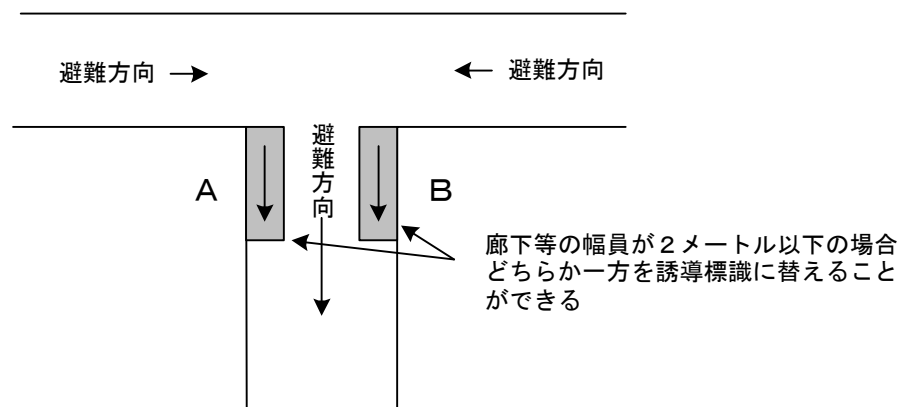 避難方向
避難方向
避難方向
A
B
廊下等の幅員が２メートル以下の場合
どちらか一方を誘導標識に替えること
ができる